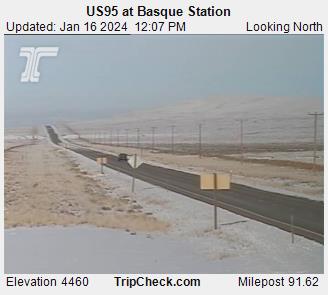 US95 at Basque Station
Updated: Jan 16 2024 12:07 PM Looking North
Elevation 4460 TripCheck.com Milepost 91.62